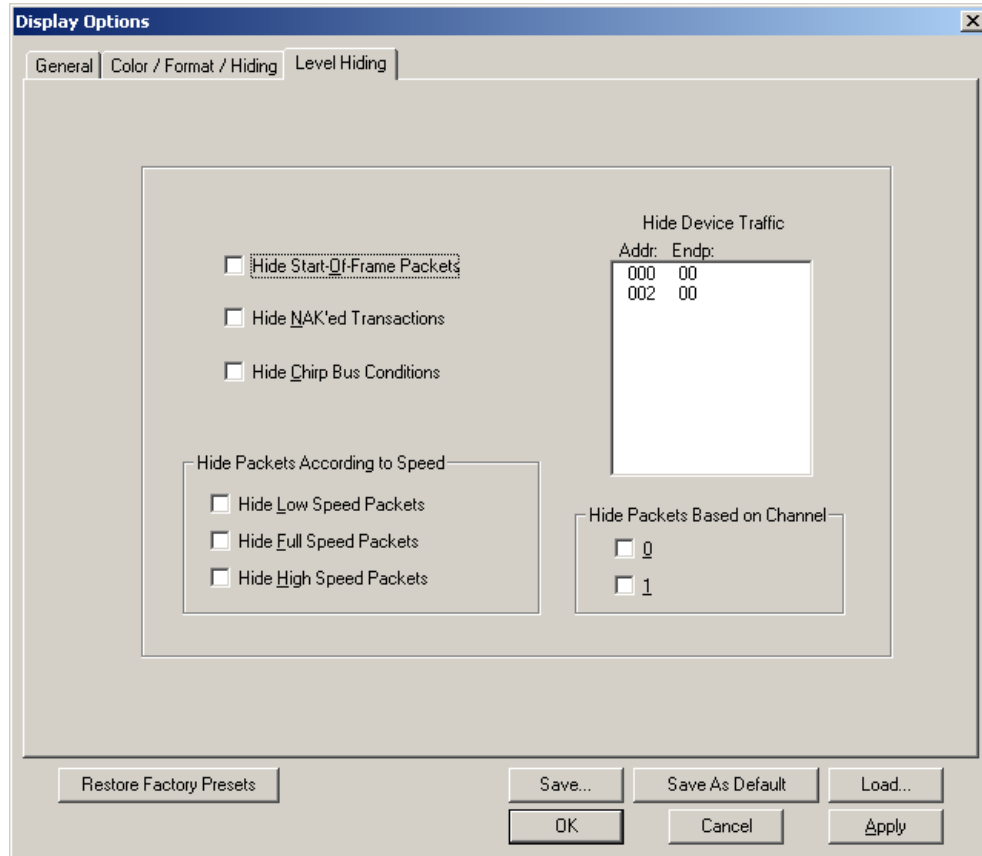 Display Options
General
Color / Format / Hiding
Level Hiding
Hide Start-Of-Frame Packets
Hide NAK'ed Transactions
Hide Chirp Bus Conditions
Hide Device Traffic
Addr: Endp:
000 00
002 00
Hide Packets According to Speed
Hide Low Speed Packets
Hide Full Speed Packets
Hide High Speed Packets
Hide Packets Based on Channel
0
1
Restore Factory Presets
Save...
Save As Default
Load...
OK
Cancel
Apply